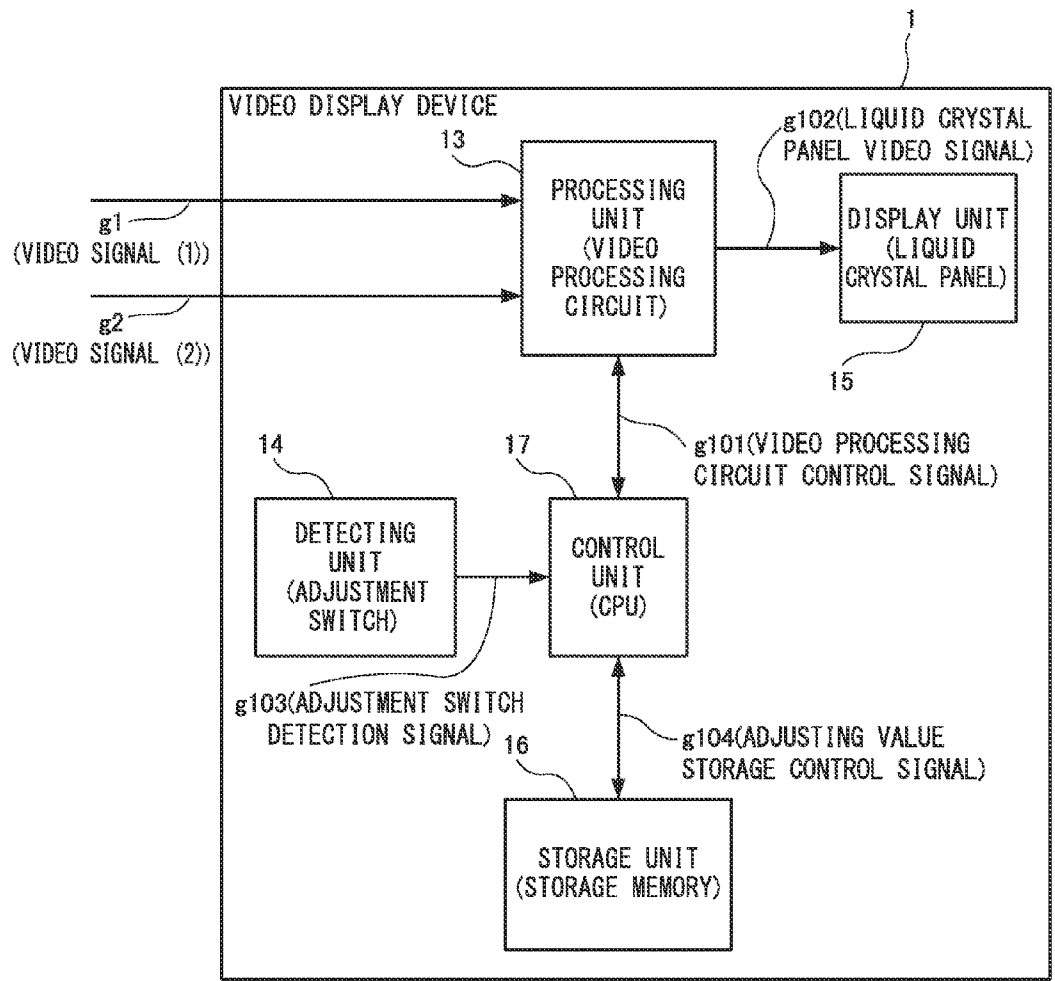 1
VIDEO DISPLAY DEVICE
g102(LIQUID CRYSTAL
PANEL VIDEO SIGNAL)
13
PROCESSING
UNIT
(VIDEO
PROCESSING
CIRCUIT)
DISPLAY UNIT
(LIQUID
CRYSTAL PANEL)
15
g1
(VIDEO SIGNAL (1))
g2
(VIDEO SIGNAL (2))
g101(VIDEO PROCESSING
CIRCUIT CONTROL SIGNAL)
14
DETECTING
UNIT
(ADJUSTMENT
SWITCH)
17
CONTROL
UNIT
(CPU)
g103(ADJUSTMENT SWITCH
DETECTION SIGNAL)
g104(ADJUSTING VALUE
STORAGE CONTROL SIGNAL)
16
STORAGE UNIT
(STORAGE MEMORY)